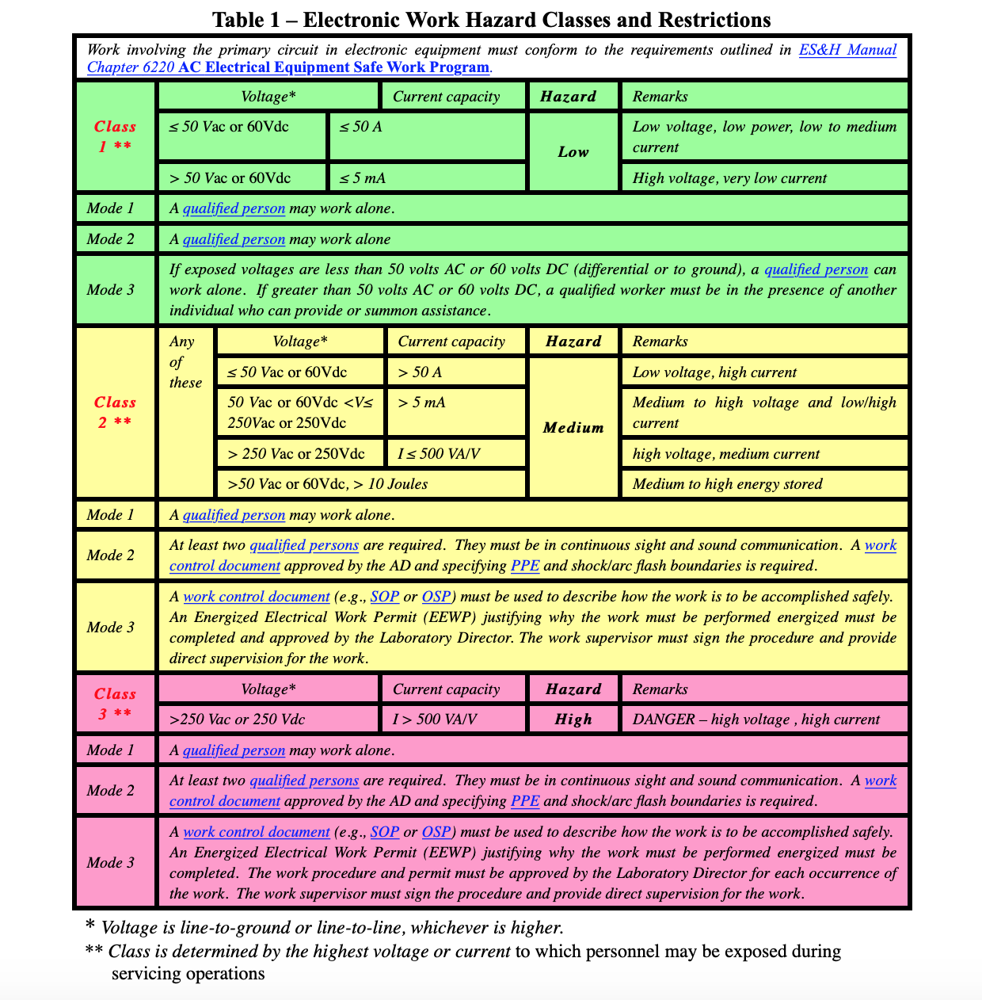 Table 1 – Electronic Work Hazard Classes and Restrictions
Work involving the primary circuit in electronic equipment must conform to the requirements outlined in ES&H Manual
Chapter 6220 AC Electrical Equipment Safe Work Program.
Class
1 **
Voltage*
Current capacity
Hazard
Remarks
≤ 50 Vac or 60Vdc
≤ 50 A
Low
Low voltage, low power, low to medium
current
> 50 Vac or 60Vdc
≤ 5 mA
High voltage, very low current
Mode 1
A qualified person may work alone.
Mode 2
A qualified person may work alone
Mode 3
If exposed voltages are less than 50 volts AC or 60 volts DC (differential or to ground), a qualified person can
work alone. If greater than 50 volts AC or 60 volts DC, a qualified worker must be in the presence of another
individual who can provide or summon assistance.
Class
2 **
Any
of
these
Voltage*
Current capacity
Hazard
Remarks
≤ 50 Vac or 60Vdc
> 50 A
Medium
Low voltage, high current
50 Vac or 60Vdc <V≤
250Vac or 250Vdc
> 5 mA
Medium to high voltage and low/high
current
> 250 Vac or 250Vdc
I ≤ 500 VA/V
high voltage, medium current
>50 Vac or 60Vdc, > 10 Joules
Medium to high energy stored
Mode 1
A qualified person may work alone.
Mode 2
At least two qualified persons are required. They must be in continuous sight and sound communication. A work
control document approved by the AD and specifying PPE and shock/arc flash boundaries is required.
Mode 3
A work control document (e.g., SOP or OSP) must be used to describe how the work is to be accomplished safely.
An Energized Electrical Work Permit (EEWP) justifying why the work must be performed energized must be
completed and approved by the Laboratory Director. The work supervisor must sign the procedure and provide
direct supervision for the work.
Class
3 **
Voltage*
Current capacity
Hazard
Remarks
>250 Vac or 250 Vdc
I > 500 VA/V
High
DANGER – high voltage , high current
Mode 1
A qualified person may work alone.
Mode 2
At least two qualified persons are required. They must be in continuous sight and sound communication. A work
control document approved by the AD and specifying PPE and shock/arc flash boundaries is required.
Mode 3
A work control document (e.g., SOP or OSP) must be used to describe how the work is to be accomplished safely.
An Energized Electrical Work Permit (EEWP) justifying why the work must be performed energized must be
completed. The work procedure and permit must be approved by the Laboratory Director for each occurrence of
the work. The work supervisor must sign the procedure and provide direct supervision for the work.
* Voltage is line-to-ground or line-to-line, whichever is higher.
** Class is determined by the highest voltage or current to which personnel may be exposed during
servicing operations